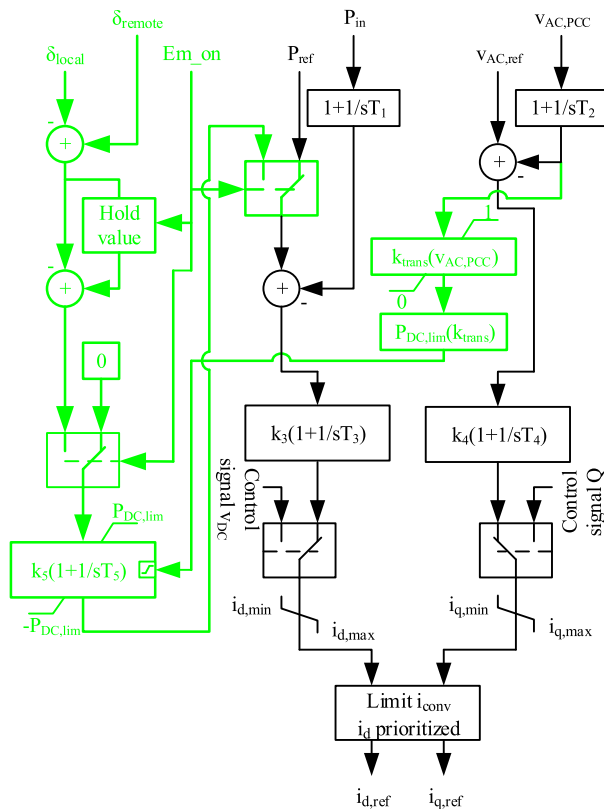 δremote
Pin
vAC,PCC
δlocal
Em_on
Pref
vAC,ref
1+1/sT1
1+1/sT2
-
+
+
-
Hold
value
1
ktrans(vAC,PCC)
0
-
+
+
-
PDC,lim(ktrans)
0
k3(1+1/sT3)
k4(1+1/sT4)
Control
signal vDC
Control
signal Q
PDC,lim
k5(1+1/sT5)
-PDC,lim
id,min
id,max
iq,min
iq,max
Limit iconv
id prioritized
id,ref
iq,ref